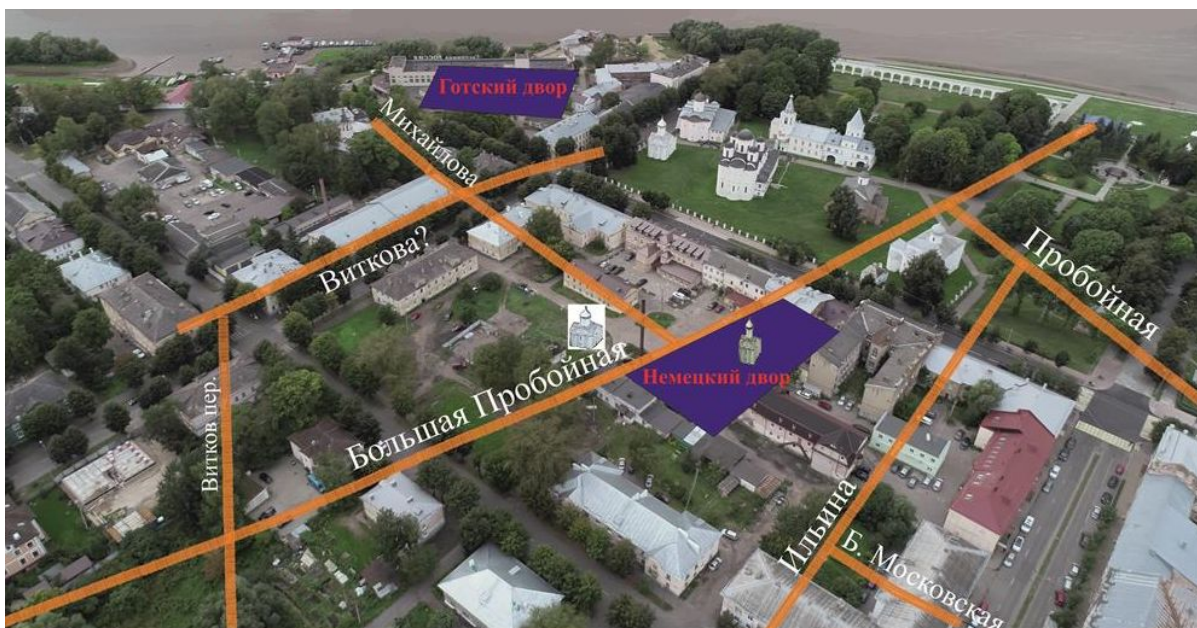 Готский двор
Михайлова
Виткова?
Пробойная
Большая Пробойная
Немецкий двор
Витков пер.
Ильина
Б. Московская